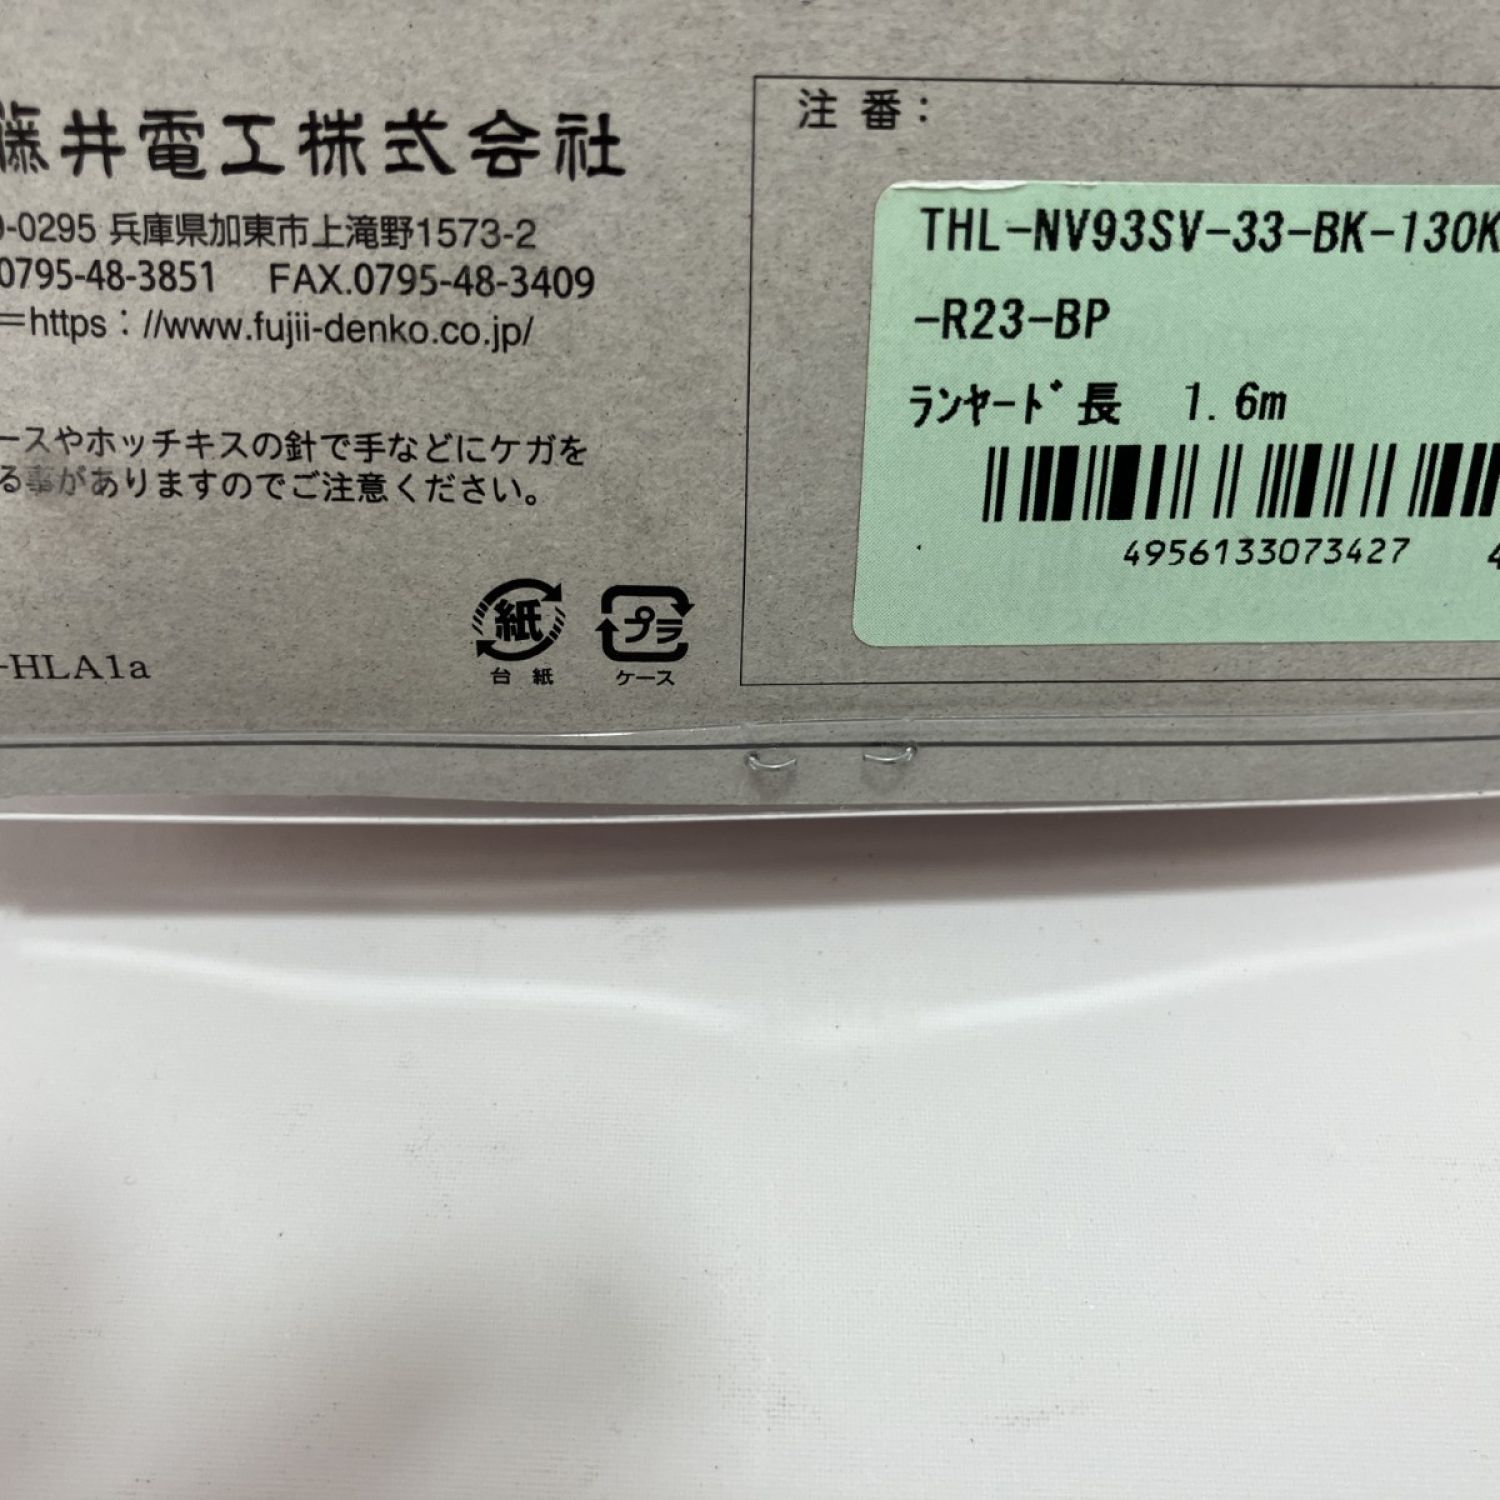 藤井電工株式会社
-0295 兵庫県加東市上滝野1573-2
0795-48-3851 FAX.0795-48-3409
=https://www.fujii-denko.co.jp/
ースやホッチキスの針で手などにケガを
る事がありますのでご注意ください。
紙
台紙
プラ
ケース
-HLA1a
注番:
THL-NV93SV-33-BK-130K
-R23-BP
ﾗﾝﾔｰﾄﾞ長 1.6m
4956133073427